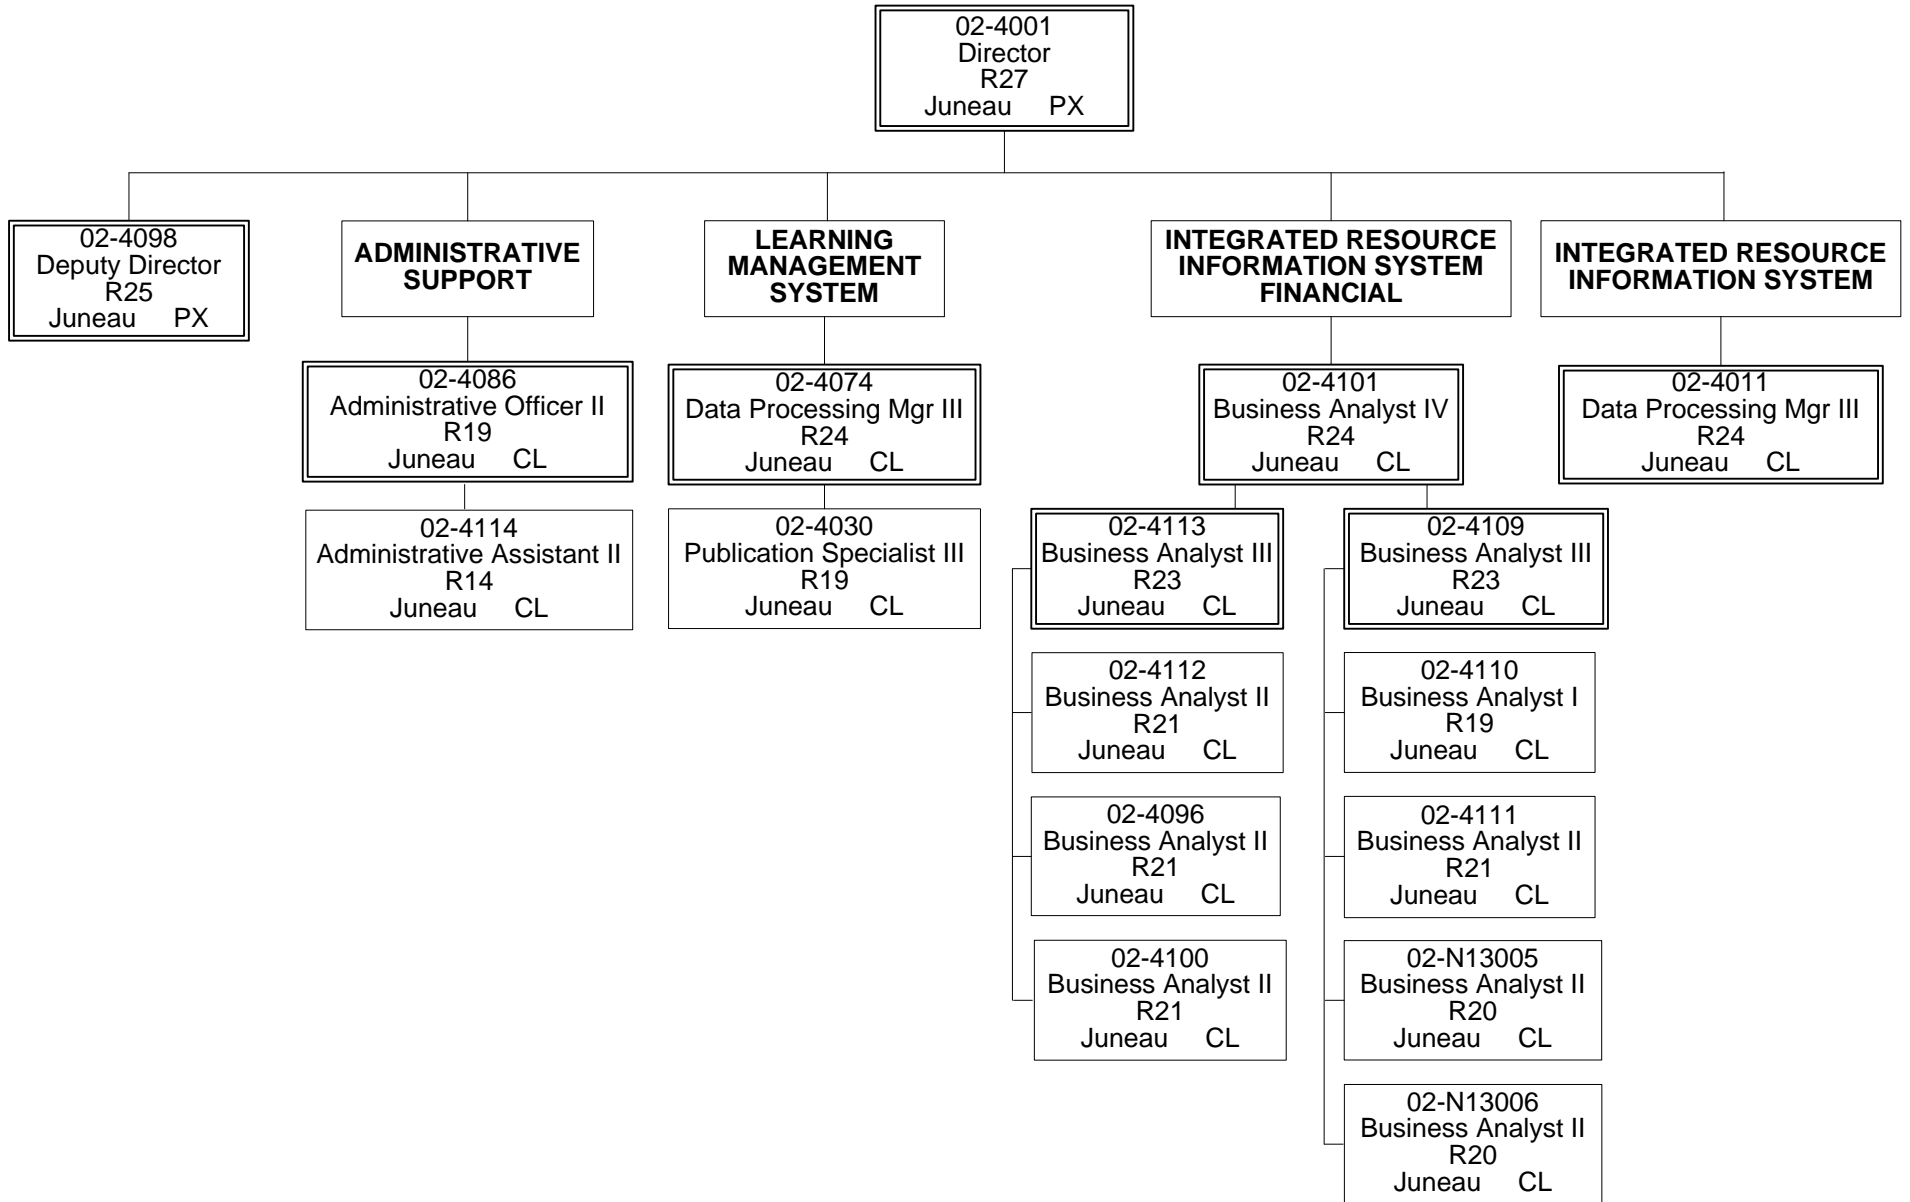 02-4001
Director
R27
Juneau PX
02-4098
Deputy Director
R25
Juneau PX
ADMINISTRATIVE
SUPPORT
LEARNING
MANAGEMENT
SYSTEM
INTEGRATED RESOURCE
INFORMATION SYSTEM
FINANCIAL
INTEGRATED RESOURCE
INFORMATION SYSTEM
02-4086
Administrative Officer II
R19
Juneau CL
02-4074
Data Processing Mgr III
R24
Juneau CL
02-4101
Business Analyst IV
R24
Juneau CL
02-4011
Data Processing Mgr III
R24
Juneau CL
02-4114
Administrative Assistant II
R14
Juneau CL
02-4030
Publication Specialist III
R19
Juneau CL
02-4113
Business Analyst III
R23
Juneau CL
02-4109
Business Analyst III
R23
Juneau CL
02-4112
Business Analyst II
R21
Juneau CL
02-4110
Business Analyst I
R19
Juneau CL
02-4096
Business Analyst II
R21
Juneau CL
02-4111
Business Analyst II
R21
Juneau CL
02-4100
Business Analyst II
R21
Juneau CL
02-N13005
Business Analyst II
R20
Juneau CL
02-N13006
Business Analyst II
R20
Juneau CL